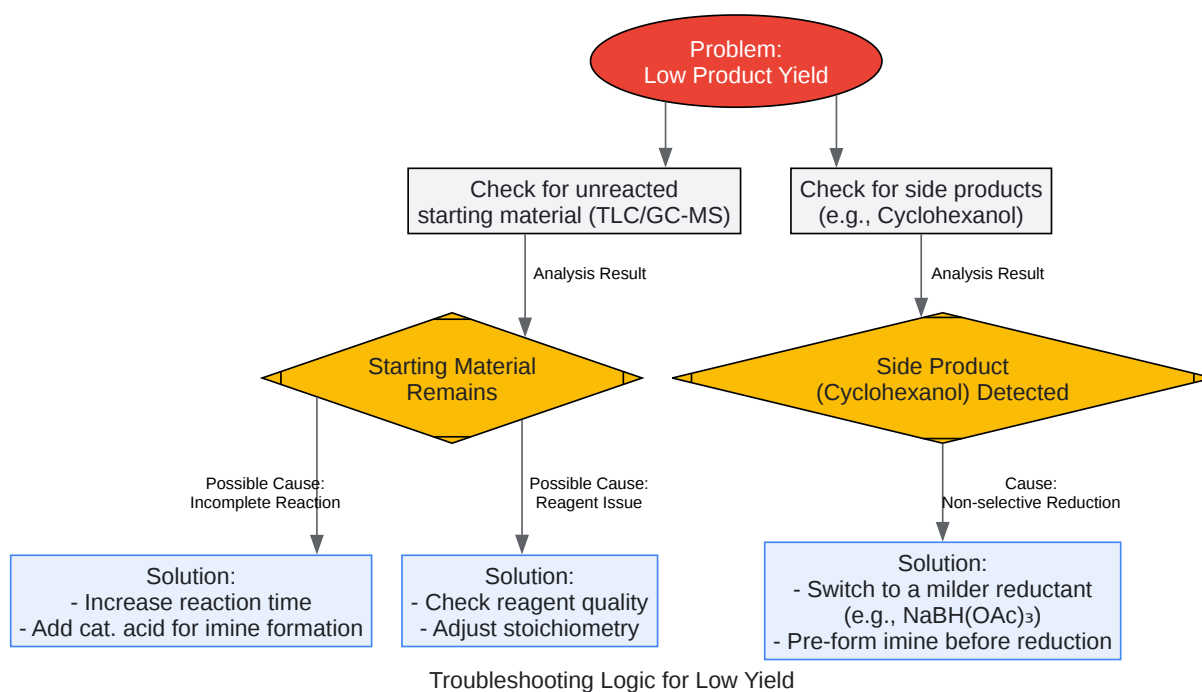 Problem:
Low Product Yield
Check for unreacted
starting material (TLC/GC-MS)
Check for side products
(e.g., Cyclohexanol)
Analysis Result
Analysis Result
Starting Material
Remains
Side Product
(Cyclohexanol) Detected
Possible Cause:
Incomplete Reaction
Possible Cause:
Reagent Issue
Cause:
Non-selective Reduction
Solution:
- Increase reaction time
- Add cat. acid for imine formation
Solution:
- Check reagent quality
- Adjust stoichiometry
Solution:
- Switch to a milder reductant
(e.g., NaBH(OAc)₃)
- Pre-form imine before reduction
Troubleshooting Logic for Low Yield